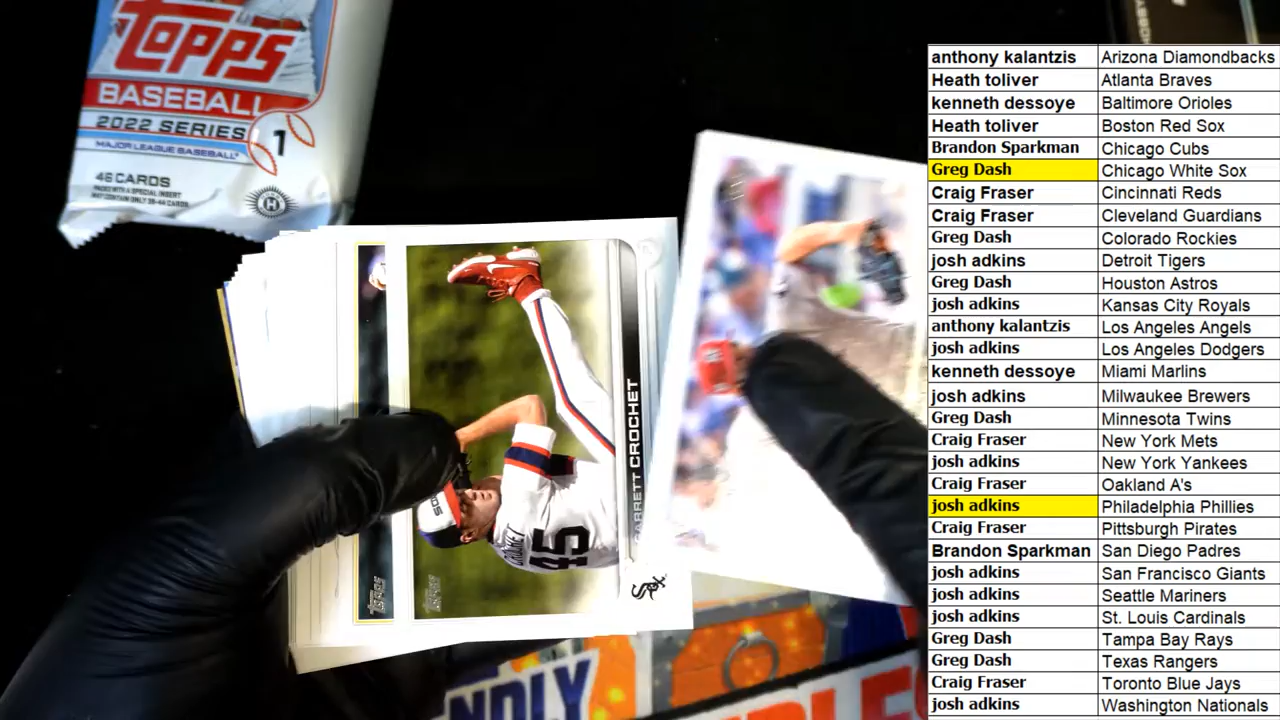 TOPPS
BASEBALL
2022 SERIES 1
MAJOR LEAGUE BASEBALL
46 CARDS
GARRETT CROCHET
CROCHET
45
SOX
TOPPS
TOPPS
NDLY
anthony kalantzis Arizona Diamondbacks
Heath toliver Atlanta Braves
kenneth dessoye Baltimore Orioles
Heath toliver Boston Red Sox
Brandon Sparkman Chicago Cubs
Greg Dash Chicago White Sox
Craig Fraser Cincinnati Reds
Craig Fraser Cleveland Guardians
Greg Dash Colorado Rockies
josh adkins Detroit Tigers
Greg Dash Houston Astros
josh adkins Kansas City Royals
anthony kalantzis Los Angeles Angels
josh adkins Los Angeles Dodgers
kenneth dessoye Miami Marlins
josh adkins Milwaukee Brewers
Greg Dash Minnesota Twins
Craig Fraser New York Mets
josh adkins New York Yankees
Craig Fraser Oakland A's
josh adkins Philadelphia Phillies
Craig Fraser Pittsburgh Pirates
Brandon Sparkman San Diego Padres
josh adkins San Francisco Giants
josh adkins Seattle Mariners
josh adkins St. Louis Cardinals
Greg Dash Tampa Bay Rays
Greg Dash Texas Rangers
Craig Fraser Toronto Blue Jays
josh adkins Washington Nationals